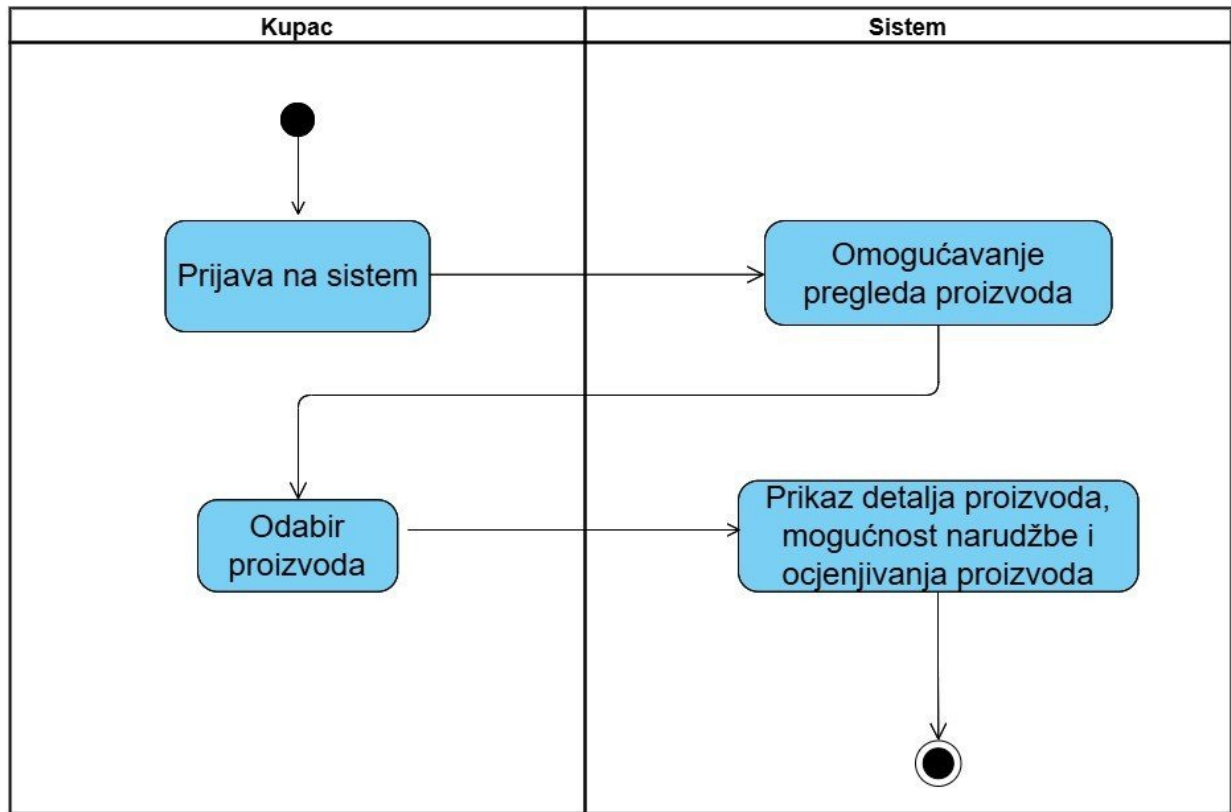 Kupac
Sistem
Prijava na sistem
Omogućavanje
pregleda proizvoda
Odabir
proizvoda
Prikaz detalja proizvoda,
mogućnost narudžbe i
ocjenjivanja proizvoda